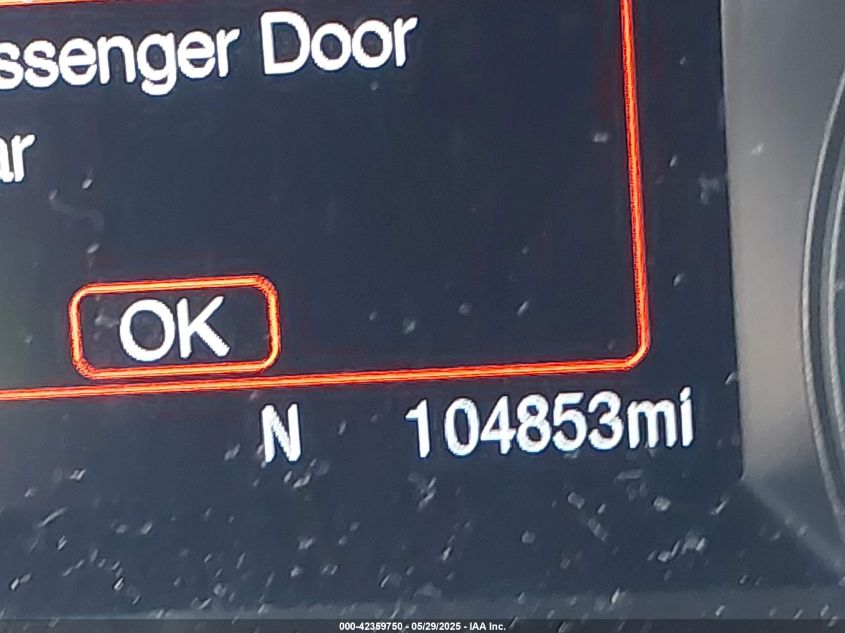 ssenger Door
ar
OK
N 104853mi
000-42359750 - 05/29/2025 - IAA Inc.